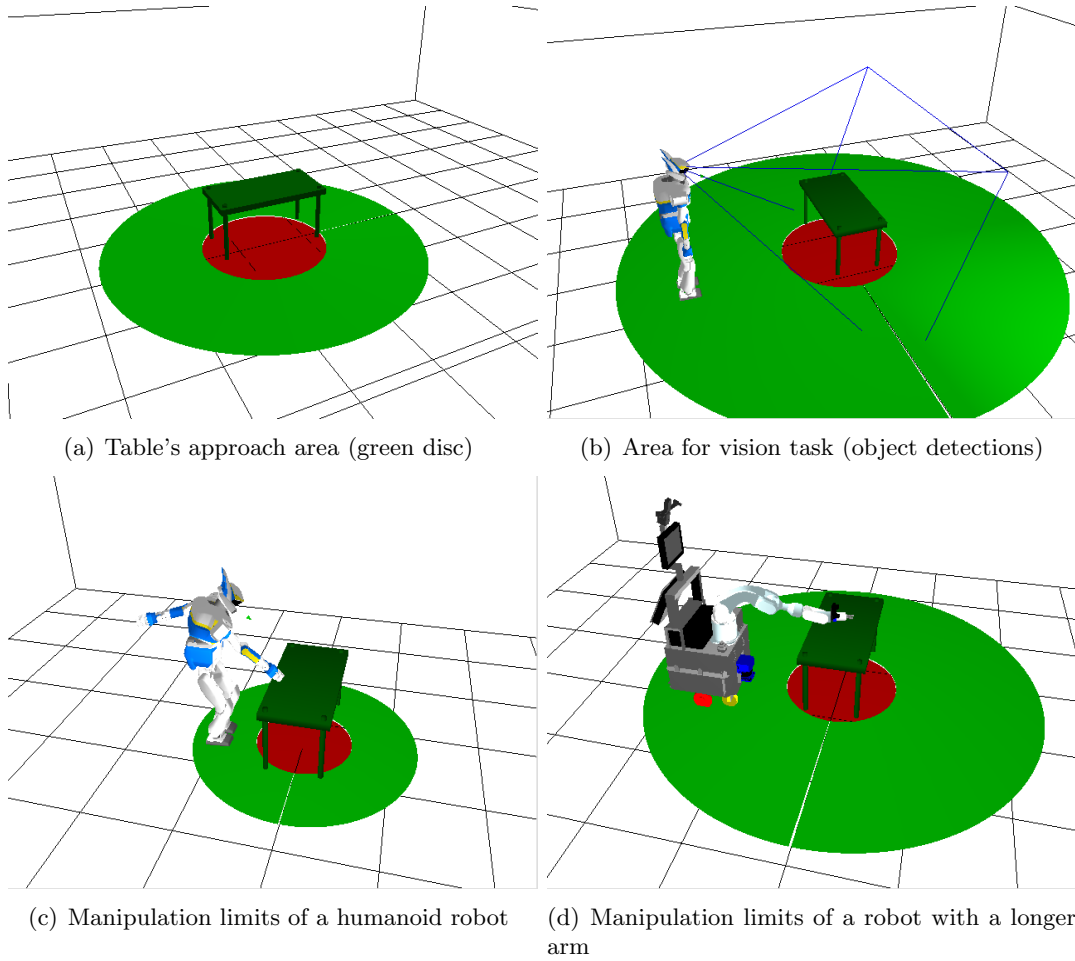 (a) Table's approach area (green disc)
(b) Area for vision task (object detections)
(c) Manipulation limits of a humanoid robot
(d) Manipulation limits of a robot with a longer
arm